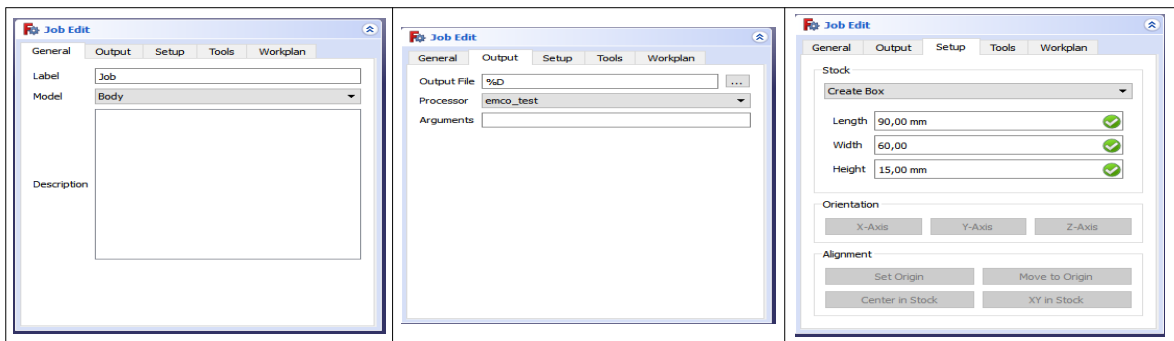 Job Edit
General Output Setup Tools Workplan
Label Job
Model Body
Description
Job Edit
General Output Setup Tools Workplan
Output File %D ...
Processor emco_test
Arguments
Job Edit
General Output Setup Tools Workplan
Stock
Create Box
Length 90,00 mm
Width 60,00
Height 15,00 mm
Orientation
X-Axis Y-Axis Z-Axis
Alignment
Set Origin Move to Origin
Center in Stock XY in Stock